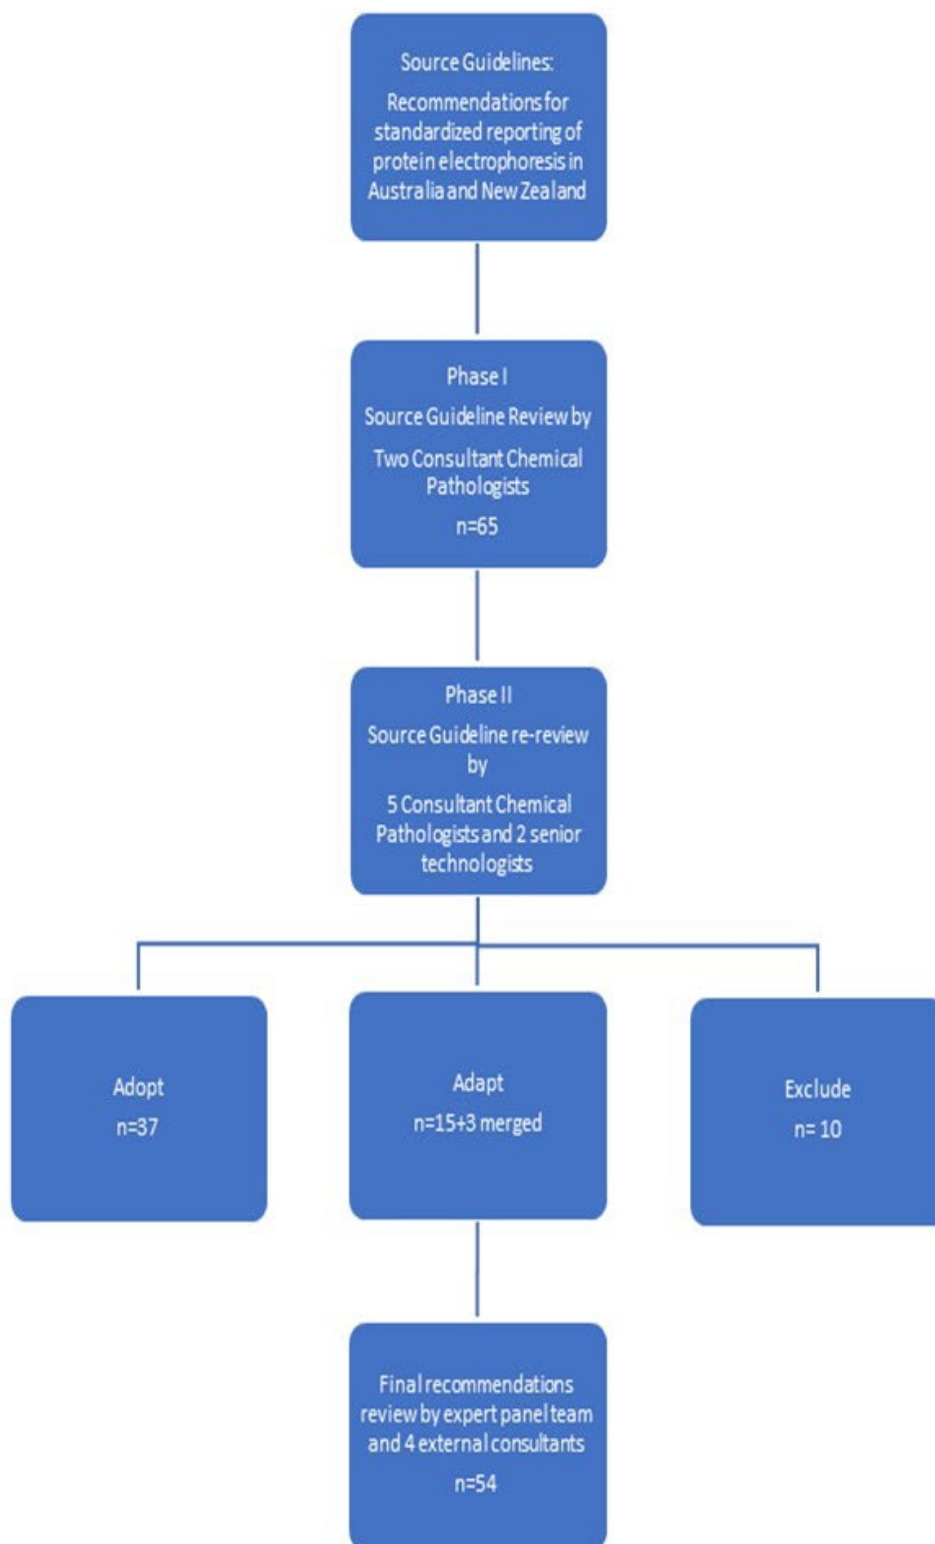 Source Guidelines:
Recommendations for
standardized reporting of
protein electrophoresis in
Australia and New Zealand
Phase I
Source Guideline Review by
Two Consultant Chemical
Pathologists
n=65
Phase II
Source Guideline re-review
by
5 Consultant Chemical
Pathologists and 2 senior
technologists
Adopt
n=37
Adapt
n=15+3 merged
Exclude
n= 10
Final recommendations
review by expert panel team
and 4 external consultants
n=54